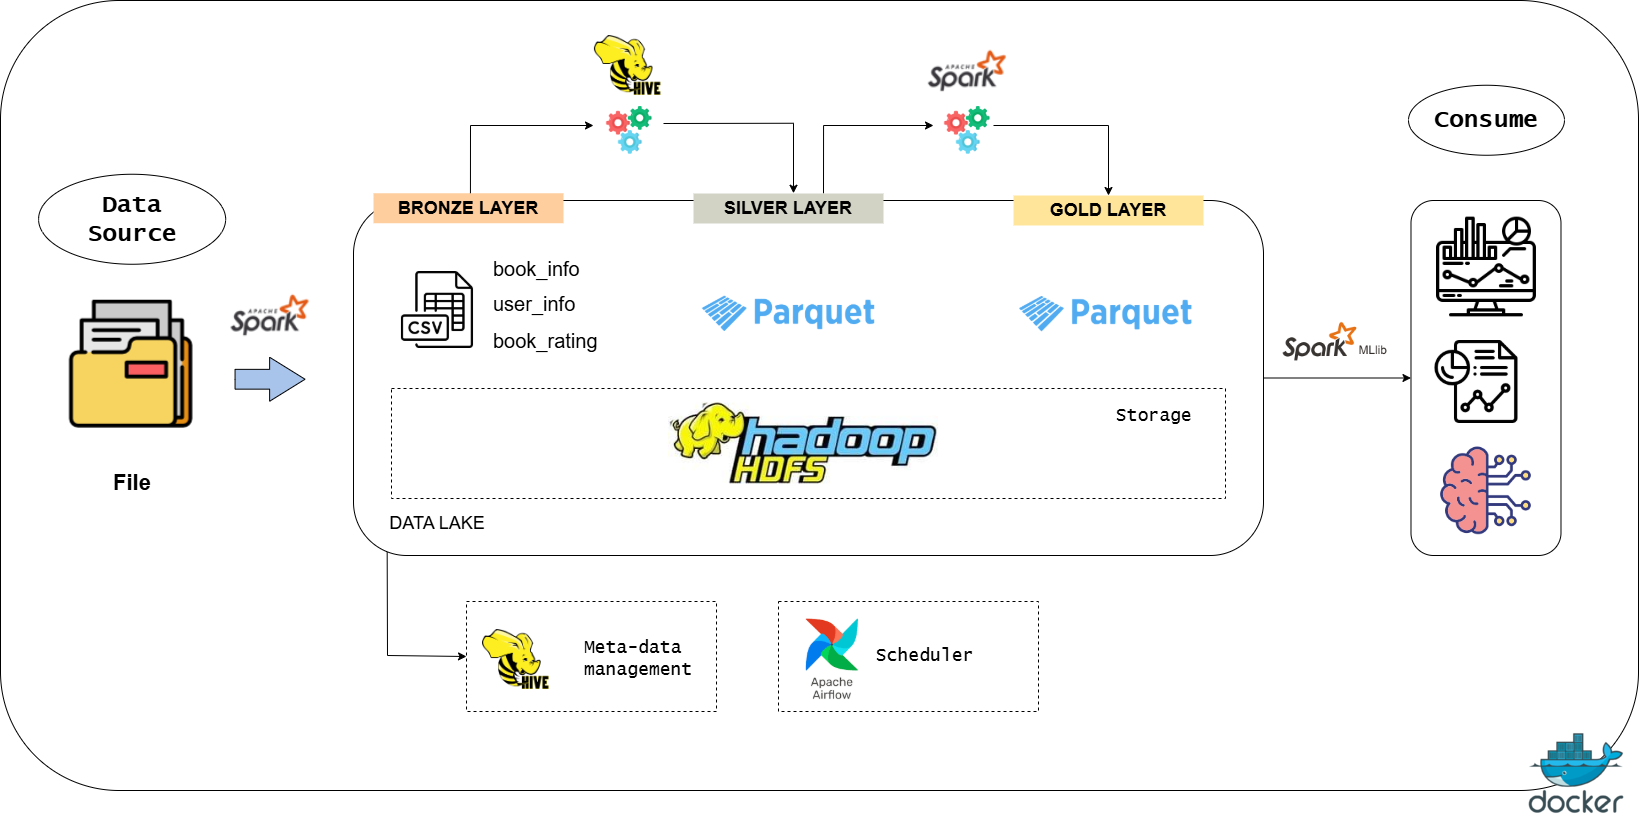 HIVE
APACHE
Spark
Consume
Data
Source
BRONZE LAYER
SILVER LAYER
GOLD LAYER
APACHE
Spark
CSV
book_info
user_info
book_rating
Parquet
Parquet
Spark MLlib
Storage
hadoop
HDFS
File
DATA LAKE
HIVE
Meta-data
management
Apache
Airflow
Scheduler
docker